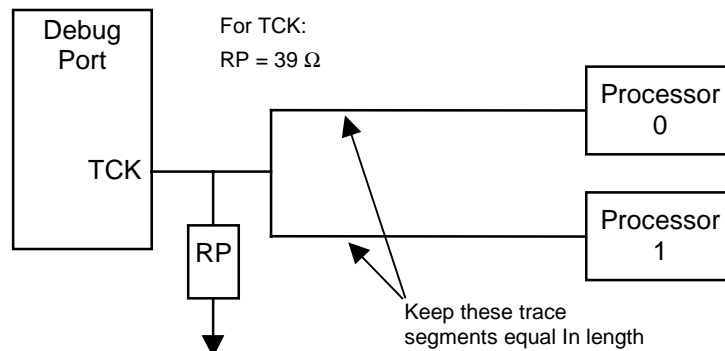 Debug
Port
For TCK:
RP = 39 Ω
Processor
0
TCK
Processor
1
RP
Keep these trace
segments equal In length